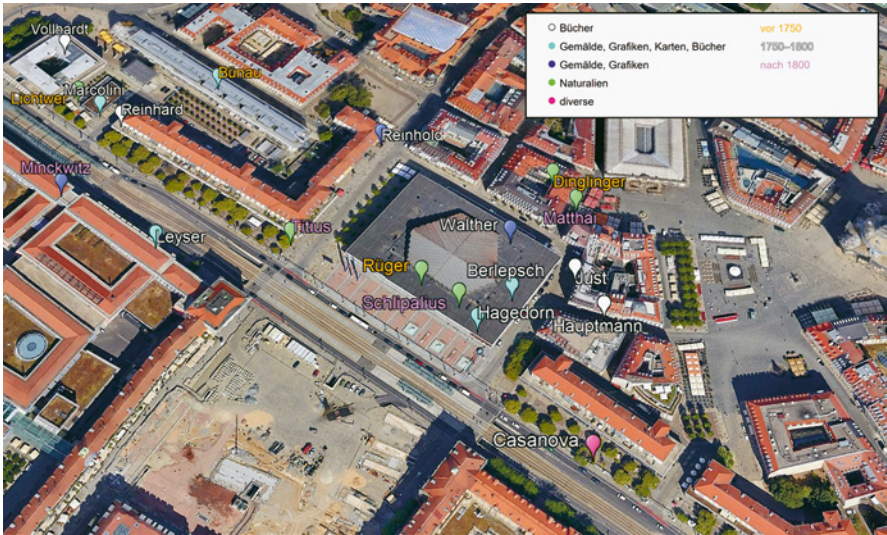 Bücher
vor 1750
Gemälde, Grafiken, Karten, Bücher
1750–1800
Gemälde, Grafiken
nach 1800
Naturalien
diverse
Vollhardt
Bünau
Marcolini
Lichtwer
Reinhard
Reinhold
Minckwitz
Dinglinger
Matthäi
Titius
Walther
Leyser
Rüger
Berlepsch
Just
Schlipalius
Hagedorn
Hauptmann
Casanova